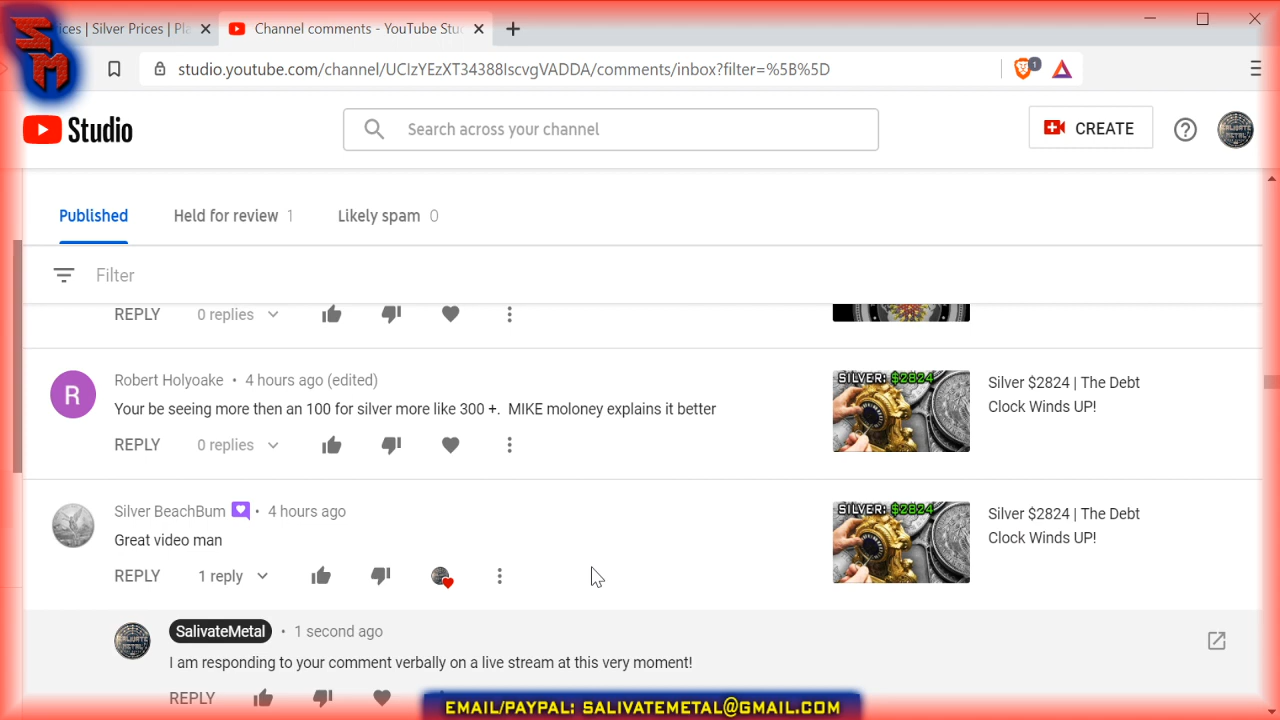 SM
ices | Silver Prices | Pla
Channel comments - YouTube Stu
studio.youtube.com/channel/UCIzYEzXT34388IscvgVADDA/comments/inbox?filter=%5B%5D
1
Studio
Search across your channel
CREATE
Published
Held for review 1
Likely spam 0
Filter
REPLY 0 replies
Robert Holyoake • 4 hours ago (edited)
Your be seeing more then an 100 for silver more like 300 +. MIKE moloney explains it better
REPLY 0 replies
SILVER: $2824
Silver $2824 | The Debt
Clock Winds UP!
R
Silver BeachBum • 4 hours ago
Great video man
REPLY 1 reply
SILVER: $2824
Silver $2824 | The Debt
Clock Winds UP!
SalivateMetal • 1 second ago
I am responding to your comment verbally on a live stream at this very moment!
REPLY
EMAIL/PAYPAL: SALIVATEMETAL@GMAIL.COM